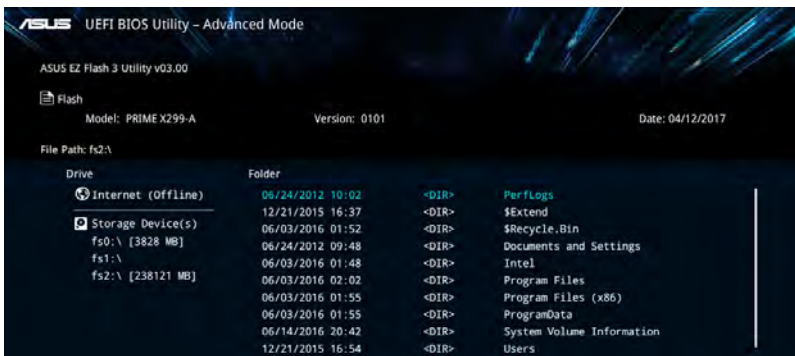 ASUS UEFI BIOS Utility – Advanced Mode
ASUS EZ Flash 3 Utility v03.00
Flash
Model: PRIME X299-A Version: 0101 Date: 04/12/2017
File Path: fs2:\
Drive Folder
Internet (Offline) 06/24/2012 10:02 <DIR> PerfLogs
12/21/2015 16:37 <DIR> $Extend
Storage Device(s) 06/03/2016 01:52 <DIR> $Recycle.Bin
fs0:\ [3828 MB] 06/24/2012 09:48 <DIR> Documents and Settings
fs1:\ 06/03/2016 01:48 <DIR> Intel
fs2:\ [238121 MB] 06/03/2016 02:02 <DIR> Program Files
06/03/2016 01:55 <DIR> Program Files (x86)
06/03/2016 01:55 <DIR> ProgramData
06/14/2016 20:42 <DIR> System Volume Information
12/21/2015 16:54 <DIR> Users